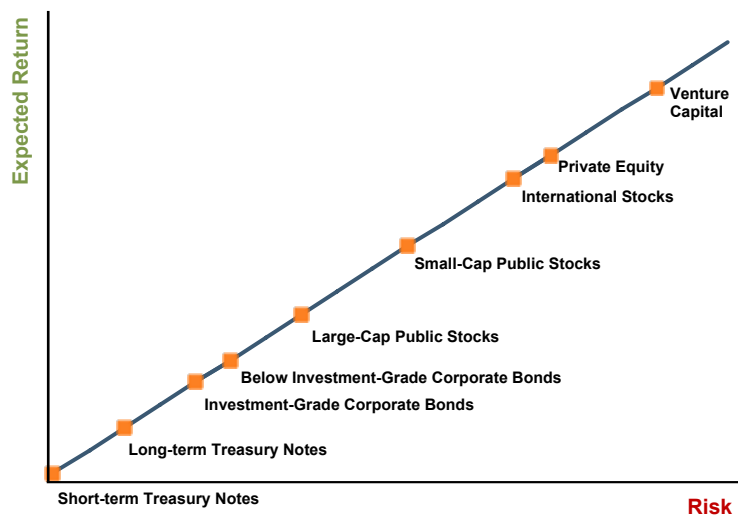 Expected Return
Venture
Capital
Private Equity
International Stocks
Small-Cap Public Stocks
Large-Cap Public Stocks
Below Investment-Grade Corporate Bonds
Investment-Grade Corporate Bonds
Long-term Treasury Notes
Short-term Treasury Notes
Risk